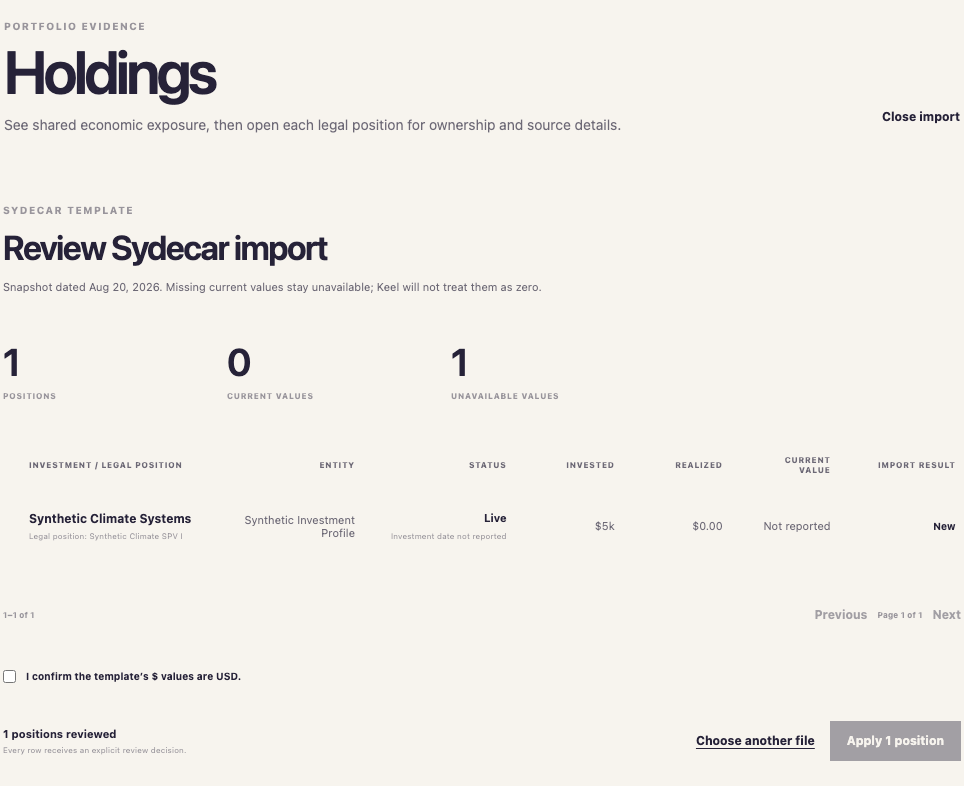 PORTFOLIO EVIDENCE
Holdings
See shared economic exposure, then open each legal position for ownership and source details.
Close import
SYDECAR TEMPLATE
Review Sydecar import
Snapshot dated Aug 20, 2026. Missing current values stay unavailable; Keel will not treat them as zero.
1 0 1
POSITIONS CURRENT VALUES UNAVAILABLE VALUES
INVESTMENT / LEGAL POSITION ENTITY STATUS INVESTED REALIZED CURRENT VALUE IMPORT RESULT
Synthetic Climate Systems Synthetic Investment Profile Live $5k $0.00 Not reported New
Legal position: Synthetic Climate SPV I Investment date not reported
1–1 of 1 Previous Page 1 of 1 Next
I confirm the template's $ values are USD.
1 positions reviewed
Every row receives an explicit review decision.
Choose another file Apply 1 position